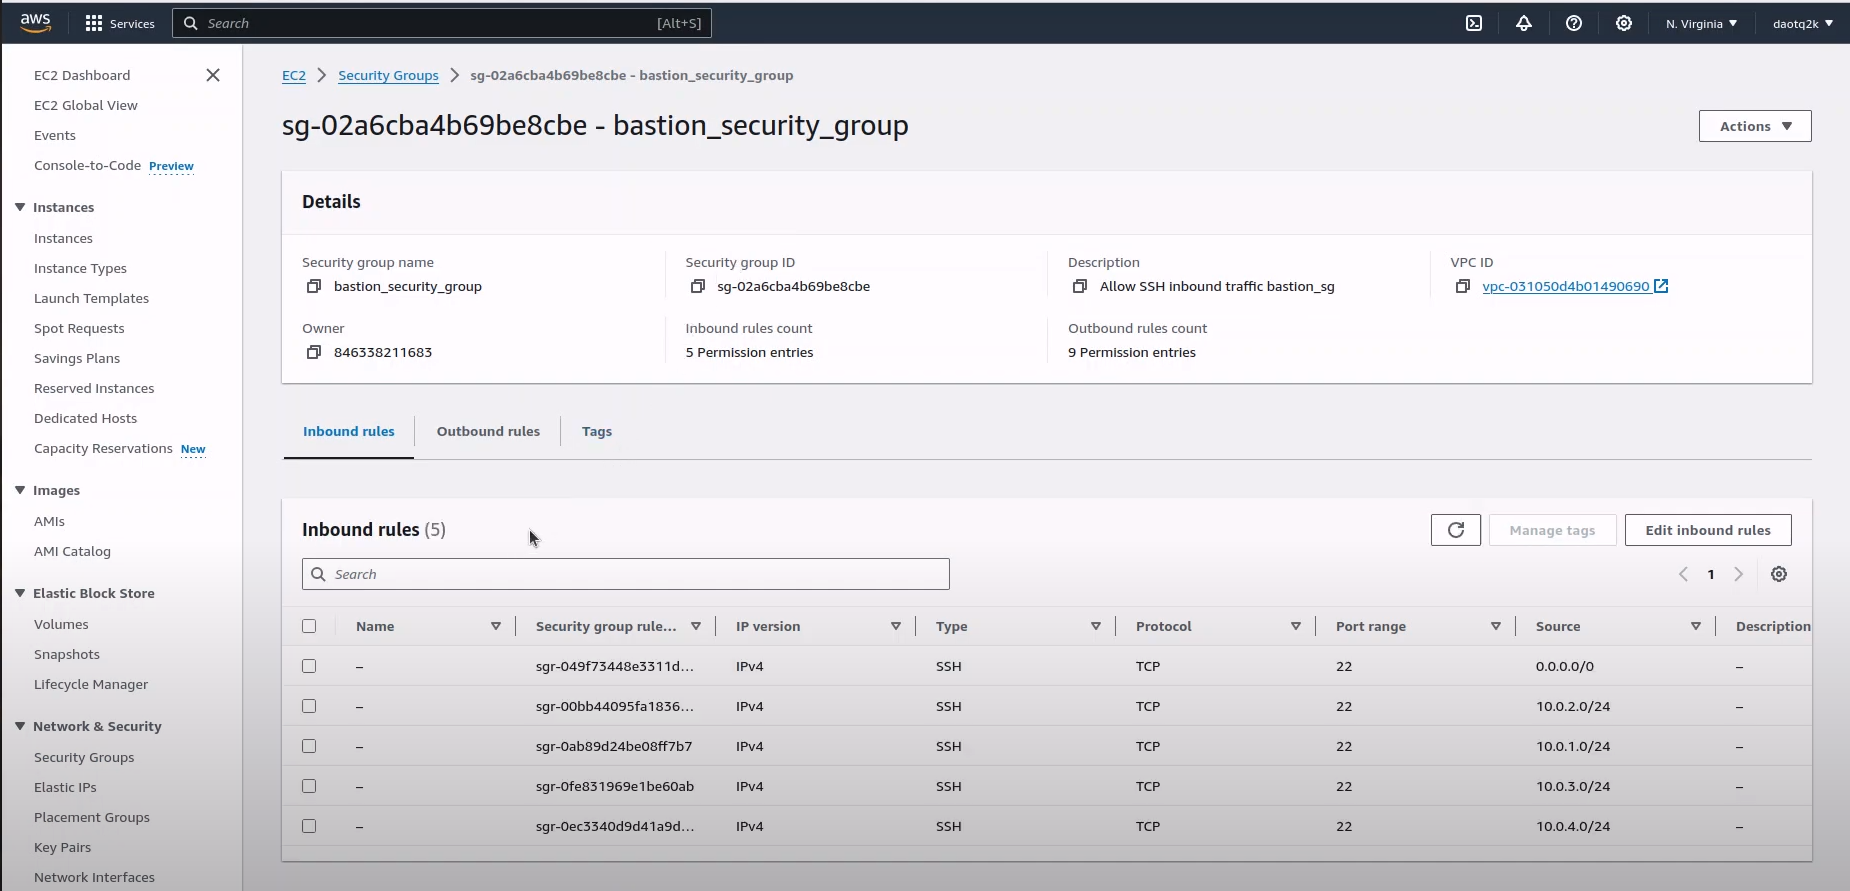 aws
Services
Search
[Alt+S]
N. Virginia
daotq2k
EC2 Dashboard
EC2 Global View
Events
Console-to-Code Preview
Instances
Instances
Instance Types
Launch Templates
Spot Requests
Savings Plans
Reserved Instances
Dedicated Hosts
Capacity Reservations New
Images
AMIs
AMI Catalog
Elastic Block Store
Volumes
Snapshots
Lifecycle Manager
Network & Security
Security Groups
Elastic IPs
Placement Groups
Key Pairs
Network Interfaces
EC2 > Security Groups > sg-02a6cba4b69be8cbe - bastion_security_group
sg-02a6cba4b69be8cbe - bastion_security_group
Actions
Details
Security group name
bastion_security_group
Security group ID
sg-02a6cba4b69be8cbe
Description
Allow SSH inbound traffic bastion_sg
VPC ID
vpc-031050d4b01490690
Owner
846338211683
Inbound rules count
5 Permission entries
Outbound rules count
9 Permission entries
Inbound rules
Outbound rules
Tags
Inbound rules (5)
Manage tags
Edit inbound rules
Search
1
Name Security group rule... IP version Type Protocol Port range Source Description
– sgr-049f73448e3311d... IPv4 SSH TCP 22 0.0.0.0/0 –
– sgr-00bb44095fa1836... IPv4 SSH TCP 22 10.0.2.0/24 –
– sgr-0ab89d24be08ff7b7 IPv4 SSH TCP 22 10.0.1.0/24 –
– sgr-0fe831969e1be60ab IPv4 SSH TCP 22 10.0.3.0/24 –
– sgr-0ec3340d9d41a9d... IPv4 SSH TCP 22 10.0.4.0/24 –